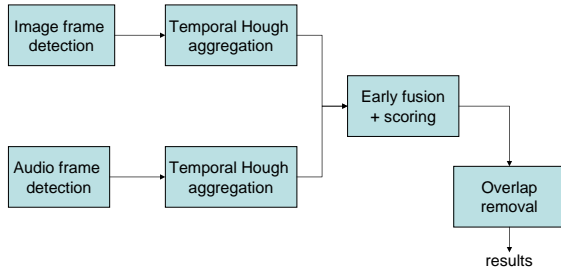 Image frame
detection
Temporal Hough
aggregation
Early fusion
+ scoring
Audio frame
detection
Temporal Hough
aggregation
Overlap
removal
results